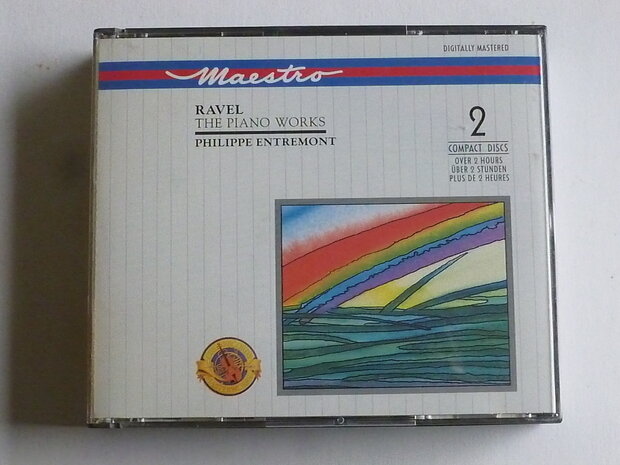 DIGITALLY MASTERED
Maestro
RAVEL
THE PIANO WORKS
PHILIPPE ENTREMONT
2
COMPACT DISCS
OVER 2 HOURS
ÜBER 2 STUNDEN
PLUS DE 2 HEURES